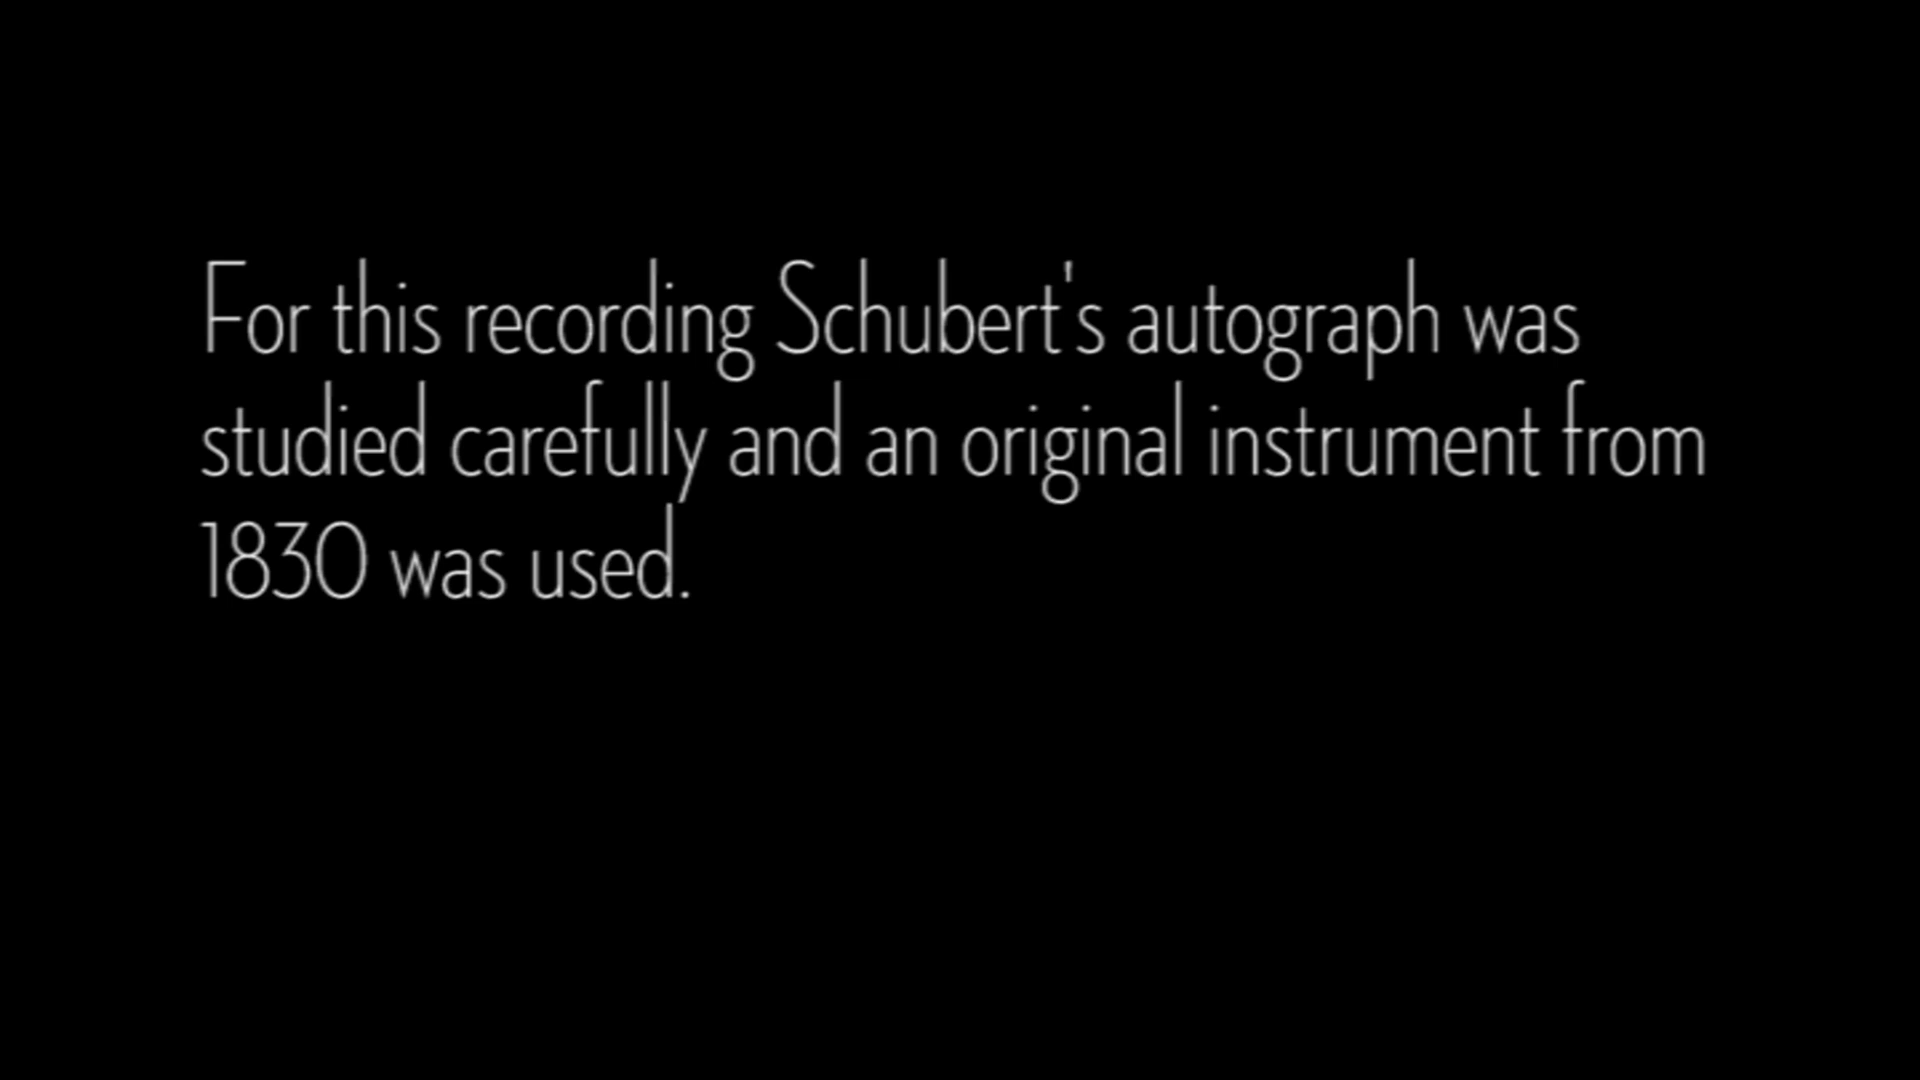 For this recording Schubert's autograph was
studied carefully and an original instrument from
1830 was used.